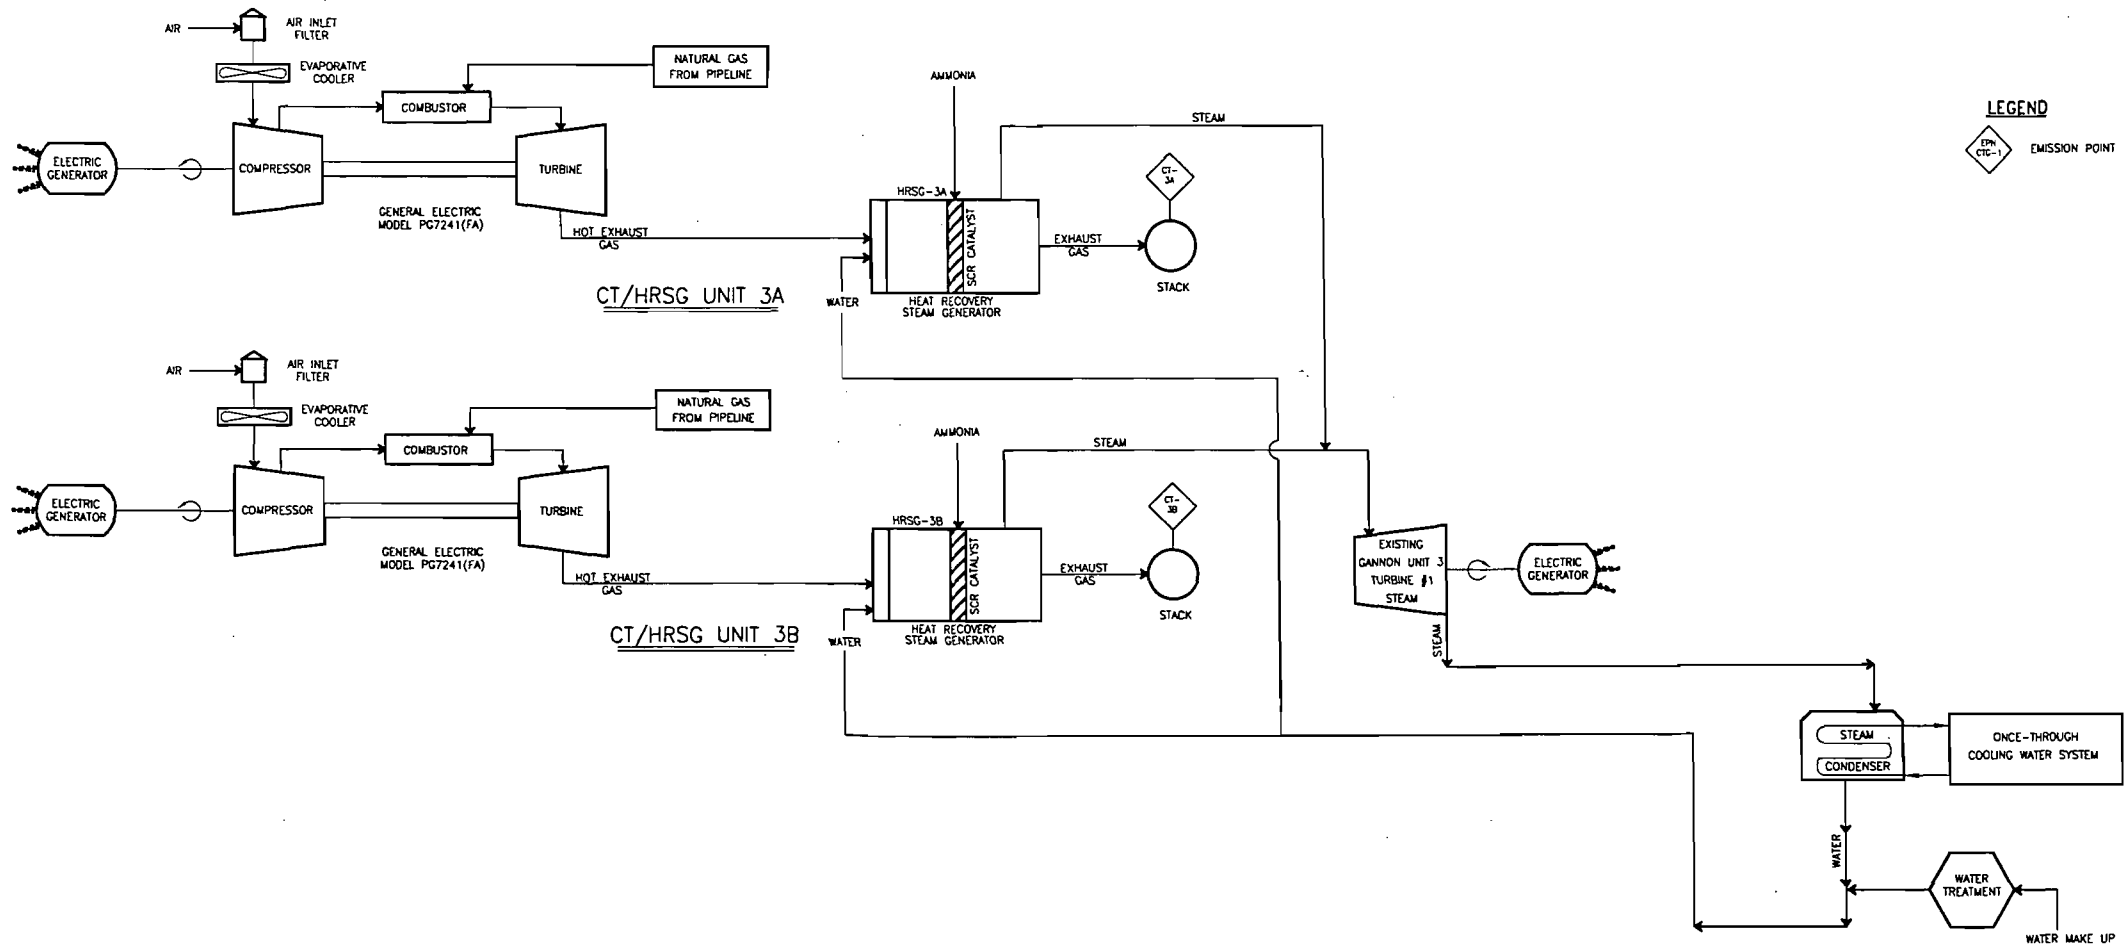 AIR
AIR INLET
FILTER
EVAPORATIVE
COOLER
NATURAL GAS
FROM PIPELINE
COMBUSTOR
ELECTRIC
GENERATOR
COMPRESSOR
TURBINE
GENERAL ELECTRIC
MODEL PG7241(FA)
HOT EXHAUST
GAS
CT/HRSG UNIT 3A
AMMONIA
STEAM
HRSG-3A
SCR CATALYST
HEAT RECOVERY
STEAM GENERATOR
WATER
EXHAUST
GAS
CT-
3A
STACK
LEGEND
EPN
CTG-1
EMISSION POINT
AIR
AIR INLET
FILTER
EVAPORATIVE
COOLER
NATURAL GAS
FROM PIPELINE
COMBUSTOR
ELECTRIC
GENERATOR
COMPRESSOR
TURBINE
GENERAL ELECTRIC
MODEL PG7241(FA)
HOT EXHAUST
GAS
CT/HRSG UNIT 3B
AMMONIA
STEAM
HRSG-3B
SCR CATALYST
HEAT RECOVERY
STEAM GENERATOR
WATER
EXHAUST
GAS
CT-
3B
STACK
EXISTING
GANNON UNIT 3
TURBINE #1
STEAM
ELECTRIC
GENERATOR
STEAM
STEAM
CONDENSER
ONCE-THROUGH
COOLING WATER SYSTEM
WATER
WATER
TREATMENT
WATER MAKE UP